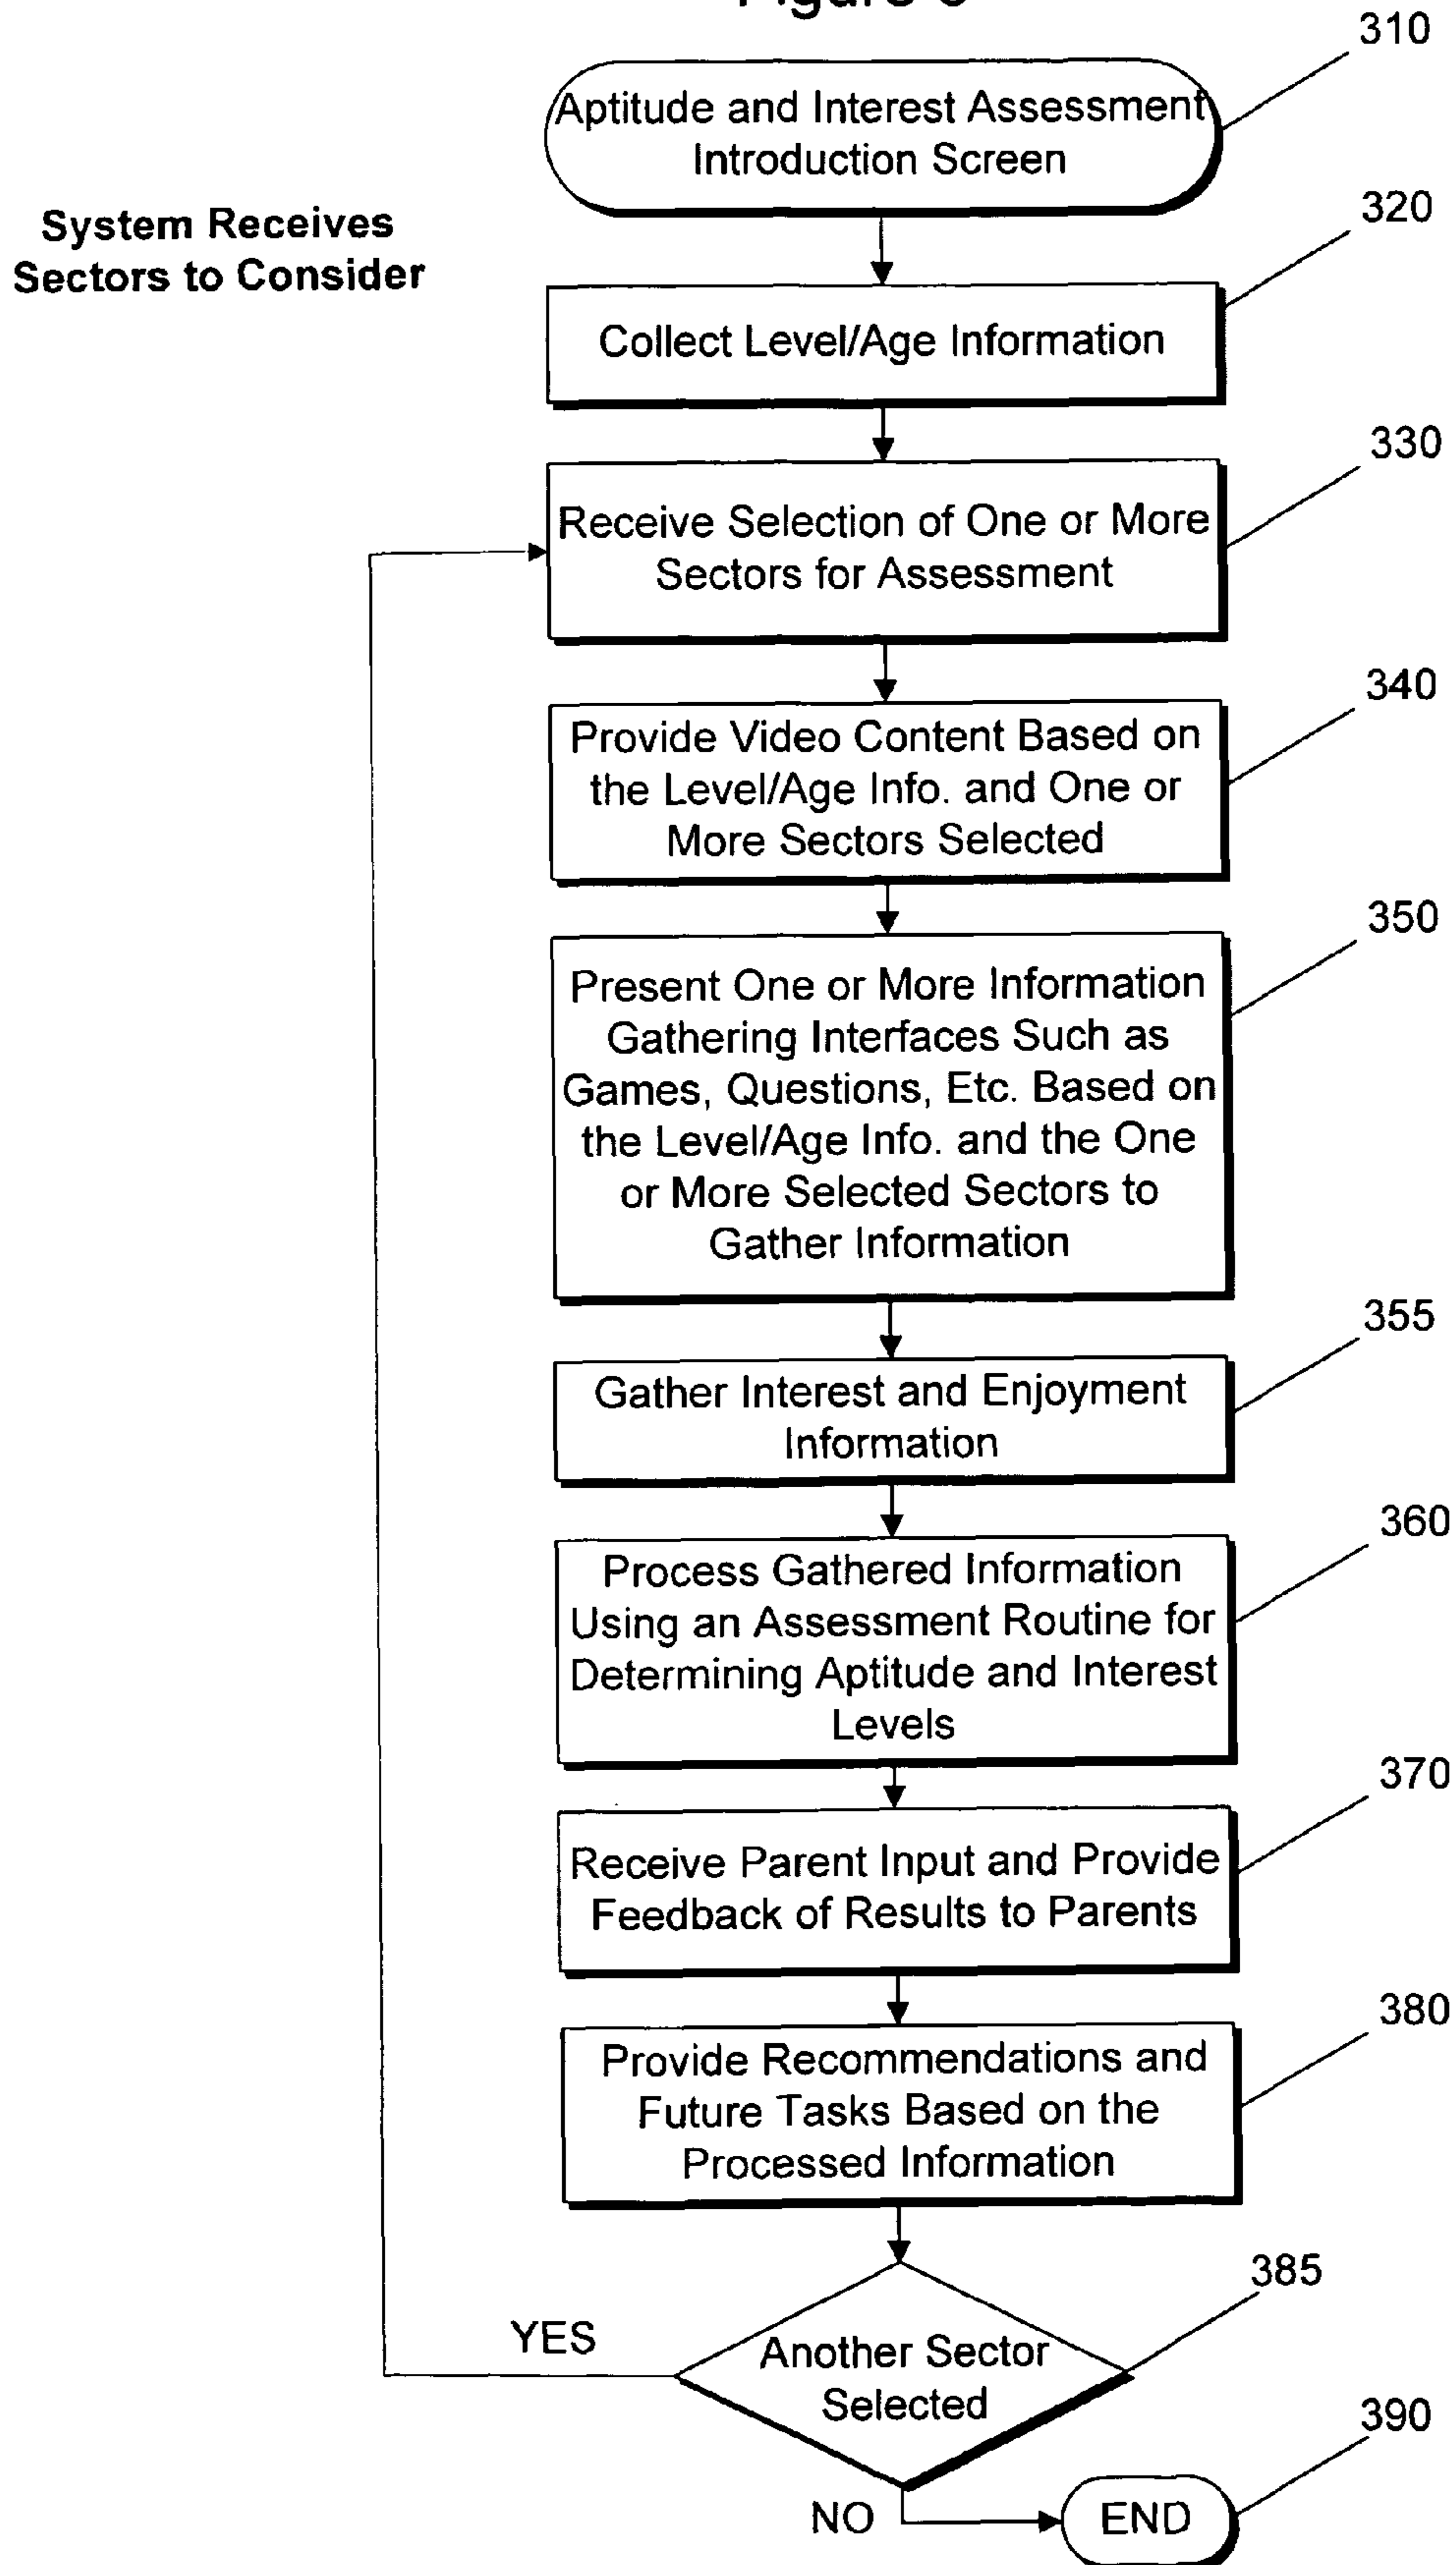 Figure
310
Aptitude and Interest Assessment
Introduction Screen
System Receives
Sectors to Consider
320
Collect Level/Age Information
330
Receive Selection of One or More
Sectors for Assessment
340
Provide Video Content Based on
the Level/Age Info. and One or
More Sectors Selected
350
Present One or More Information
Gathering Interfaces Such as
Games, Questions, Etc. Based on
the Level/Age Info. and the One
or More Selected Sectors to
Gather Information
355
Gather Interest and Enjoyment
Information
360
Process Gathered Information
Using an Assessment Routine for
Determining Aptitude and Interest
Levels
370
Receive Parent Input and Provide
Feedback of Results to Parents
380
Provide Recommendations and
Future Tasks Based on the
Processed Information
385
YES
Another Sector
Selected
390
NO
END